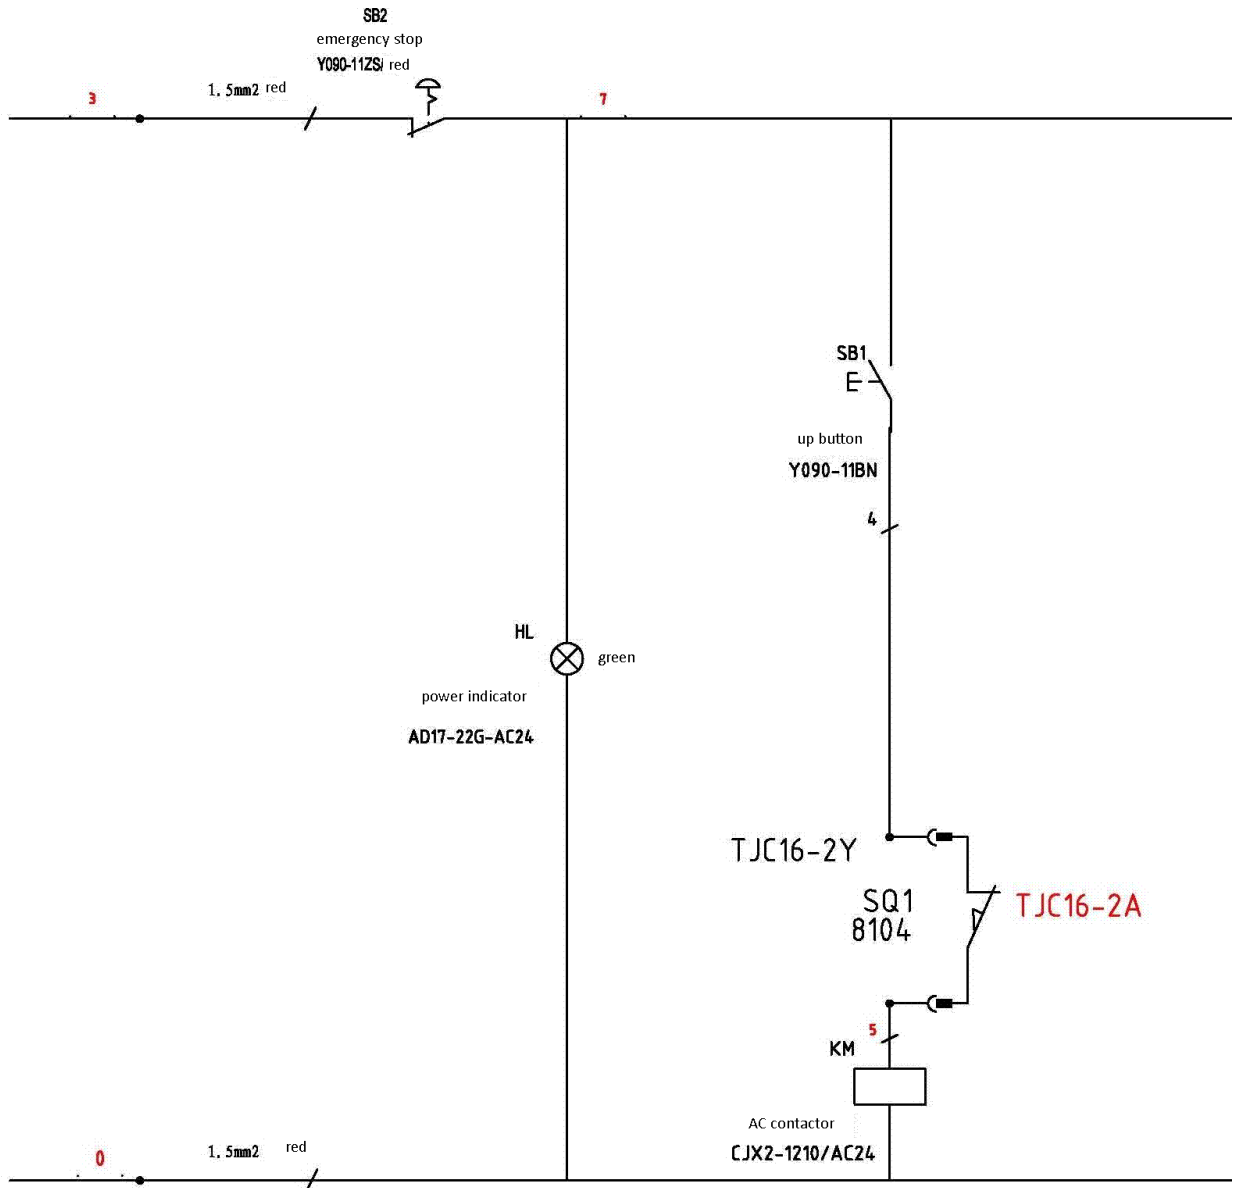 SB2
emergency stop
Y090-11ZS/ red
3
1.5mm2 red
7
SB1
up button
Y090-11BN
4
HL
green
power indicator
AD17-22G-AC24
TJC16-2Y
SQ1
8104
TJC16-2A
5
KM
AC contactor
CJX2-1210/AC24
0
1.5mm2 red